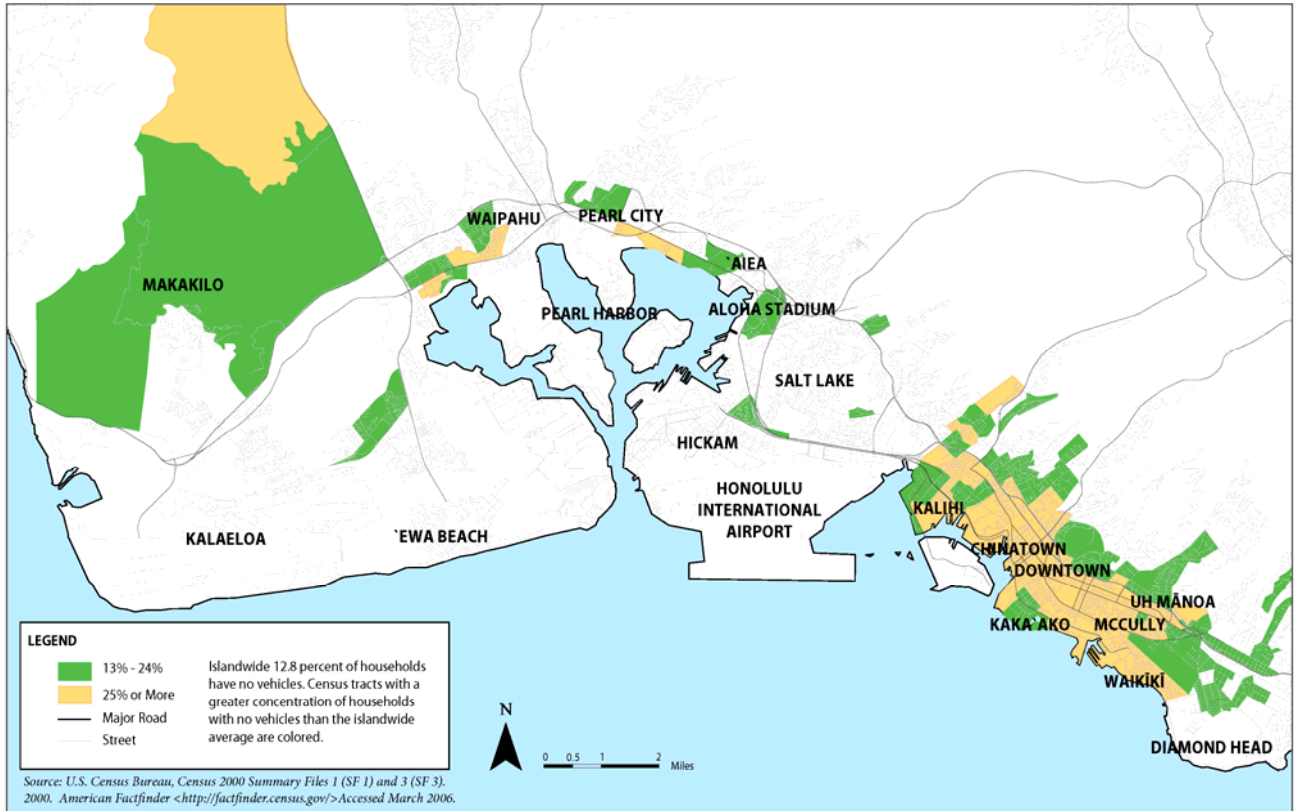 WAIPAHU
PEARL CITY
`AIEA
MAKAKILO
PEARL HARBOR
ALOHA STADIUM
SALT LAKE
HICKAM
HONOLULU
INTERNATIONAL
AIRPORT
KALIHI
KALAELOA
`EWA BEACH
CHINATOWN
DOWNTOWN
UH MĀNOA
KAKA`AKO
MCCULLY
WAIKĪKĪ
DIAMOND HEAD
LEGEND
13% - 24%
25% or More
Major Road
Street
Islandwide 12.8 percent of households
have no vehicles. Census tracts with a
greater concentration of households
with no vehicles than the islandwide
average are colored.
N
0 0.5 1 2
Miles
Source: U.S. Census Bureau, Census 2000 Summary Files 1 (SF 1) and 3 (SF 3).
2000. American Factfinder <http://factfinder.census.gov/>Accessed March 2006.